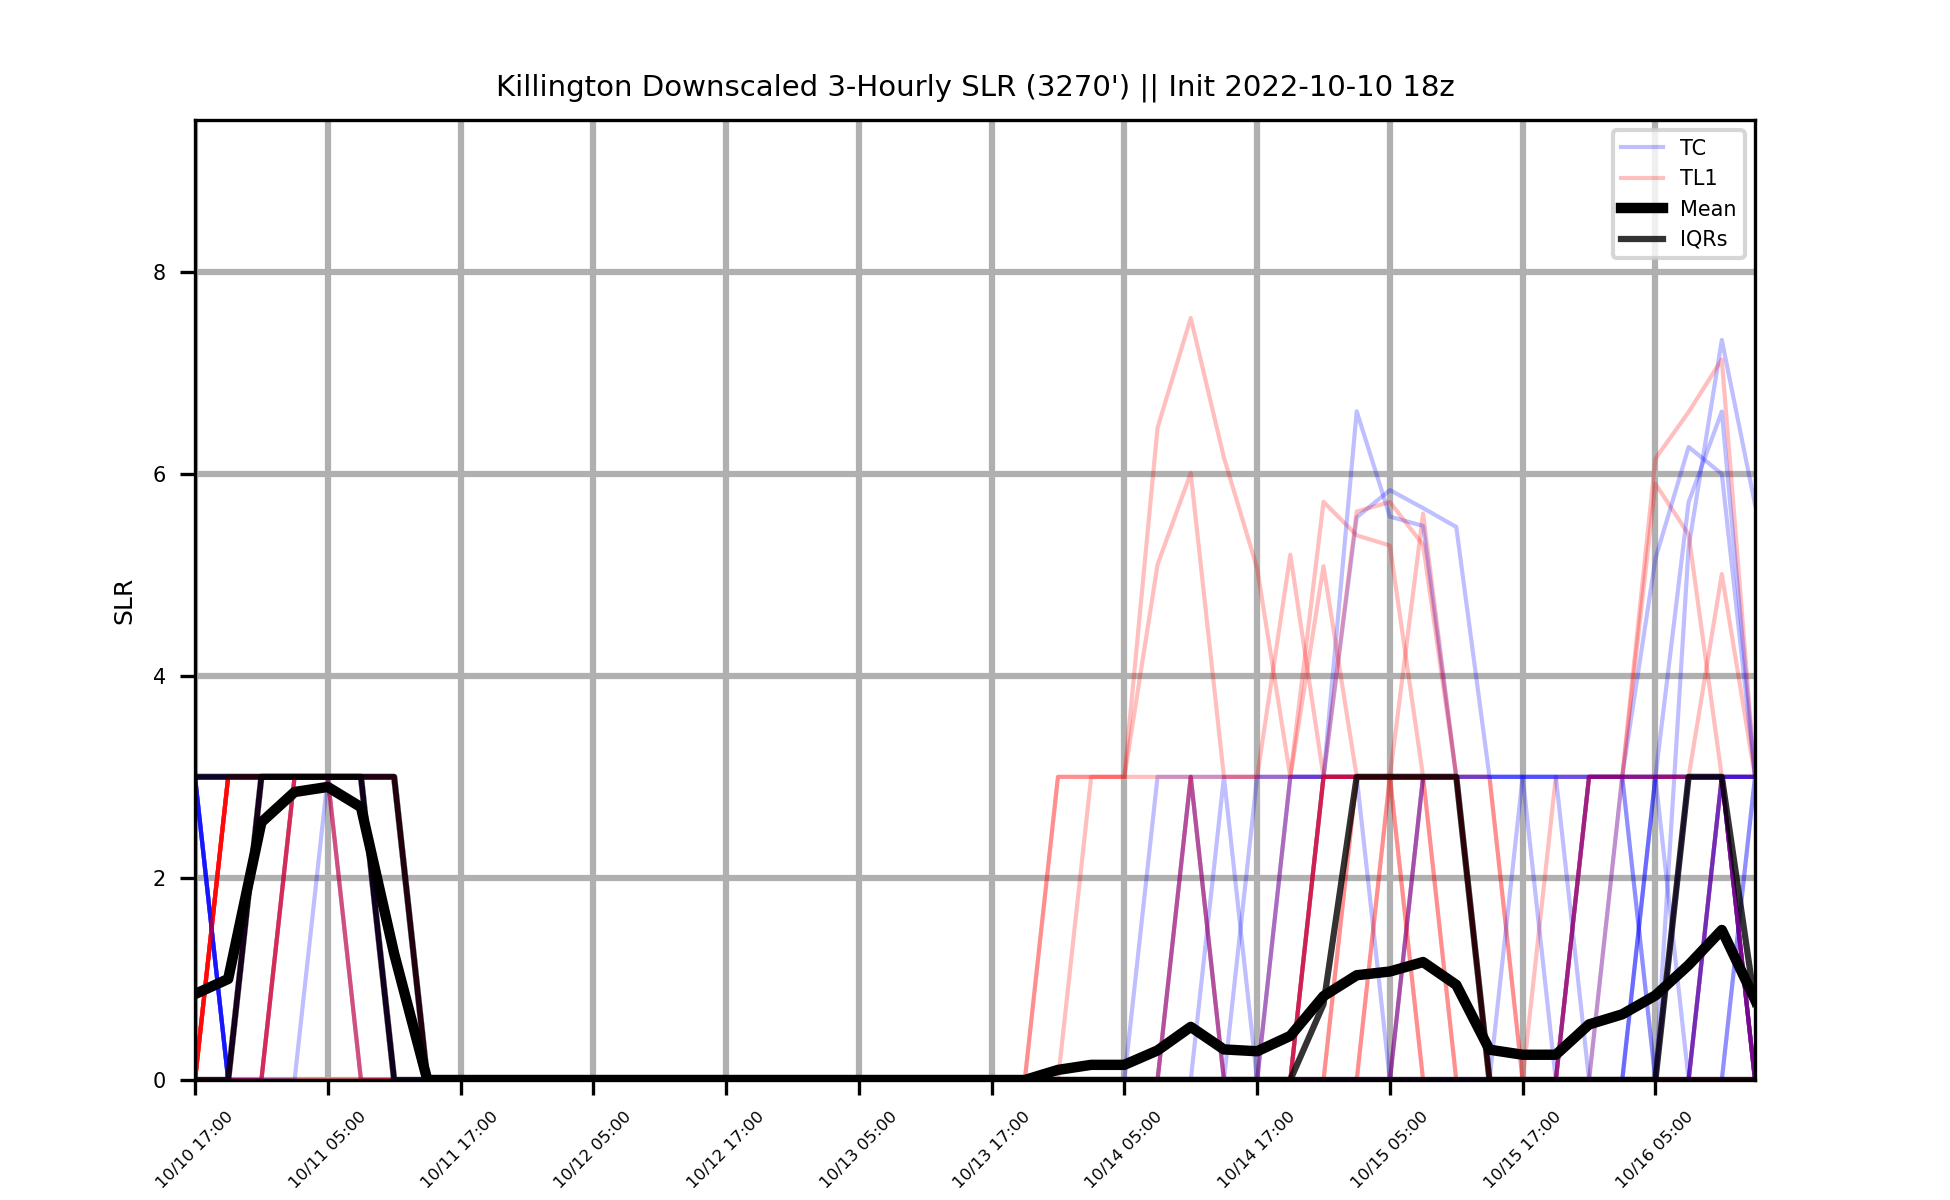 Killington Downscaled 3-Hourly SLR (3270') || Init 2022-10-10 18z
TC
TL1
Mean
IQRs
8
6
4
2
0
SLR
10/10 17:00
10/11 05:00
10/11 17:00
10/12 05:00
10/12 17:00
10/13 05:00
10/13 17:00
10/14 05:00
10/14 17:00
10/15 05:00
10/15 17:00
10/16 05:00